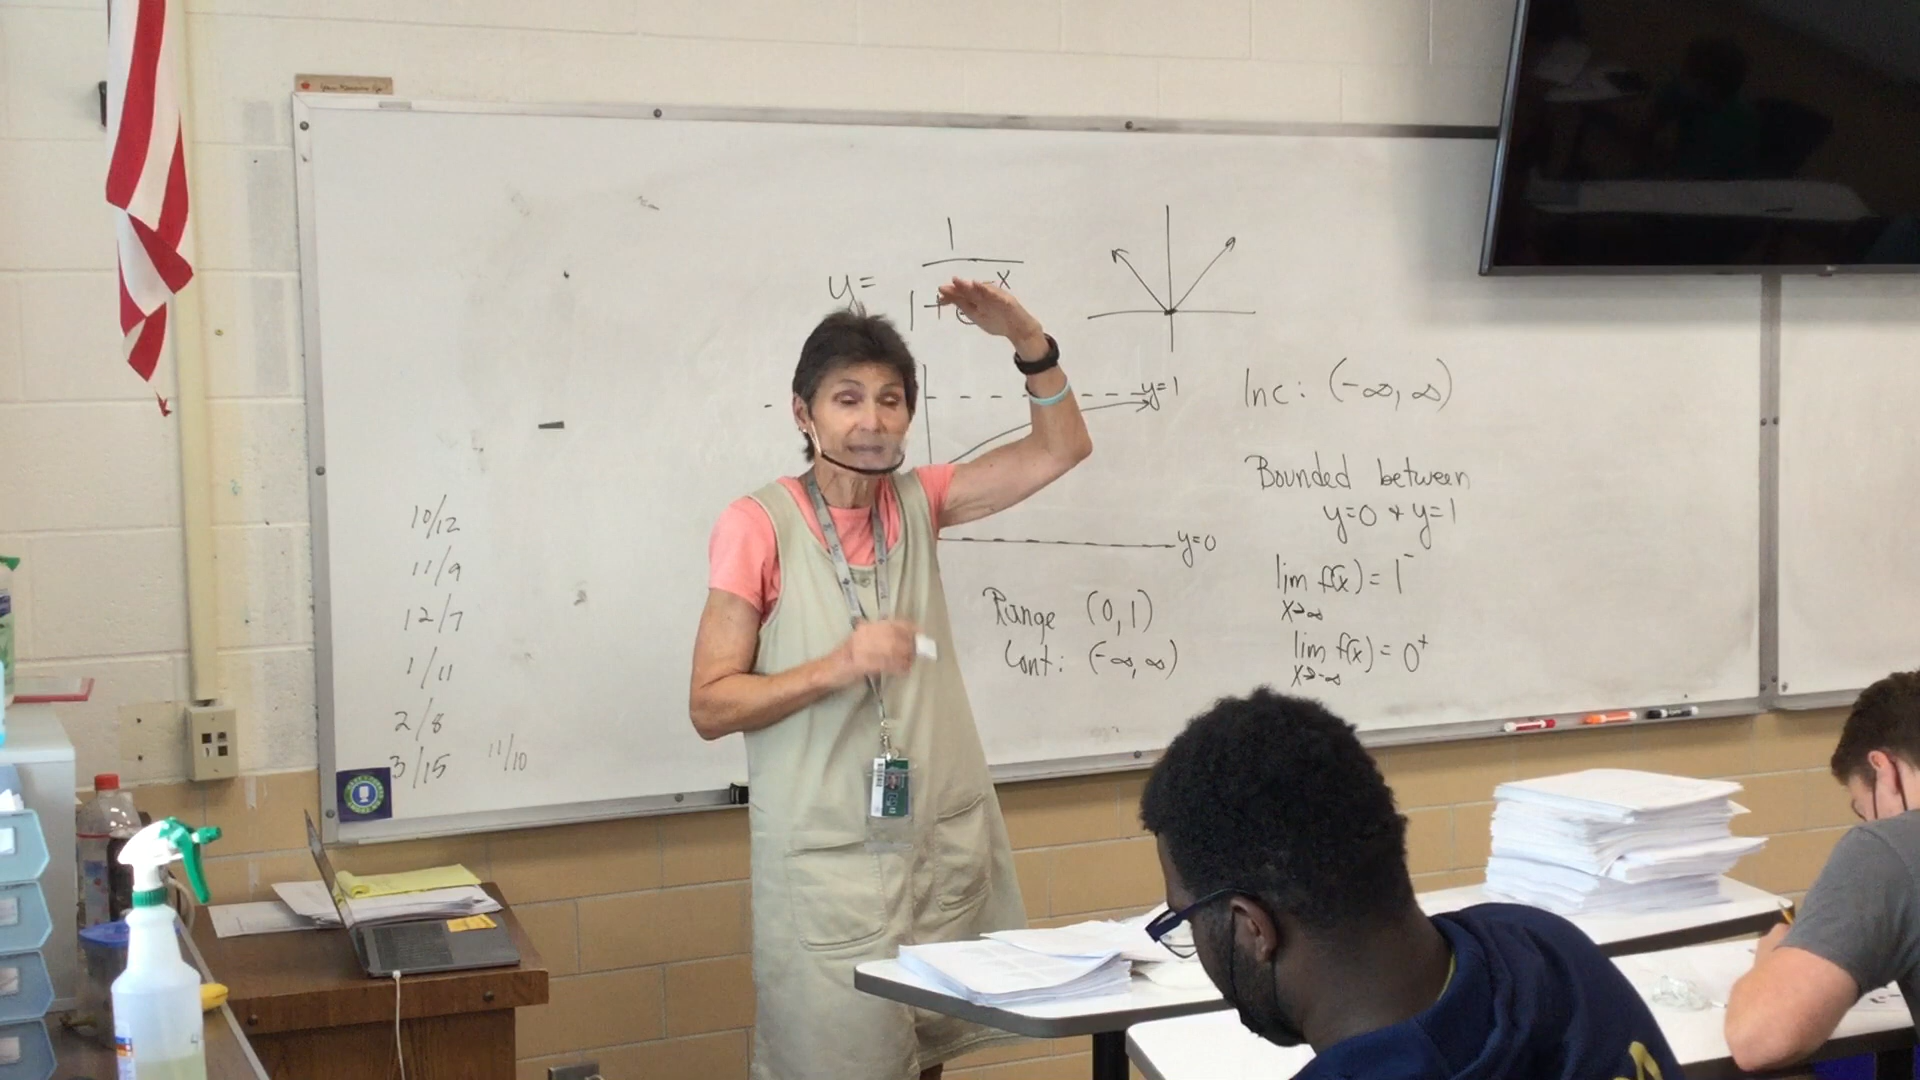 y = 1
1 + e^-x
y=1
y=0
Inc: (-∞, ∞)
Bounded between
y=0 + y=1
lim f(x) = 1^-
x→∞
lim f(x) = 0^+
x→-∞
Range (0,1)
Cont: (-∞, ∞)
10/12
11/9
12/7
1/11
2/8
3/15 11/10